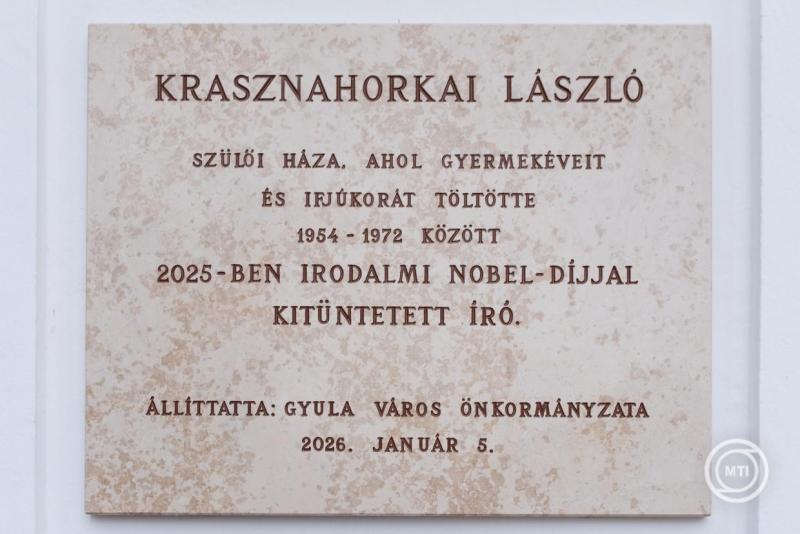 KRASZNAHORKAI LÁSZLÓ
SZÜLŐI HÁZA, AHOL GYERMEKÉVEIT
ÉS IFJÚKORÁT TÖLTÖTTE
1954 - 1972 KÖZÖTT
2025-BEN IRODALMI NOBEL-DÍJJAL
KITÜNTETETT ÍRÓ.
ÁLLÍTTATTA: GYULA VÁROS ÖNKORMÁNYZATA
2026. JANUÁR 5.
MTI